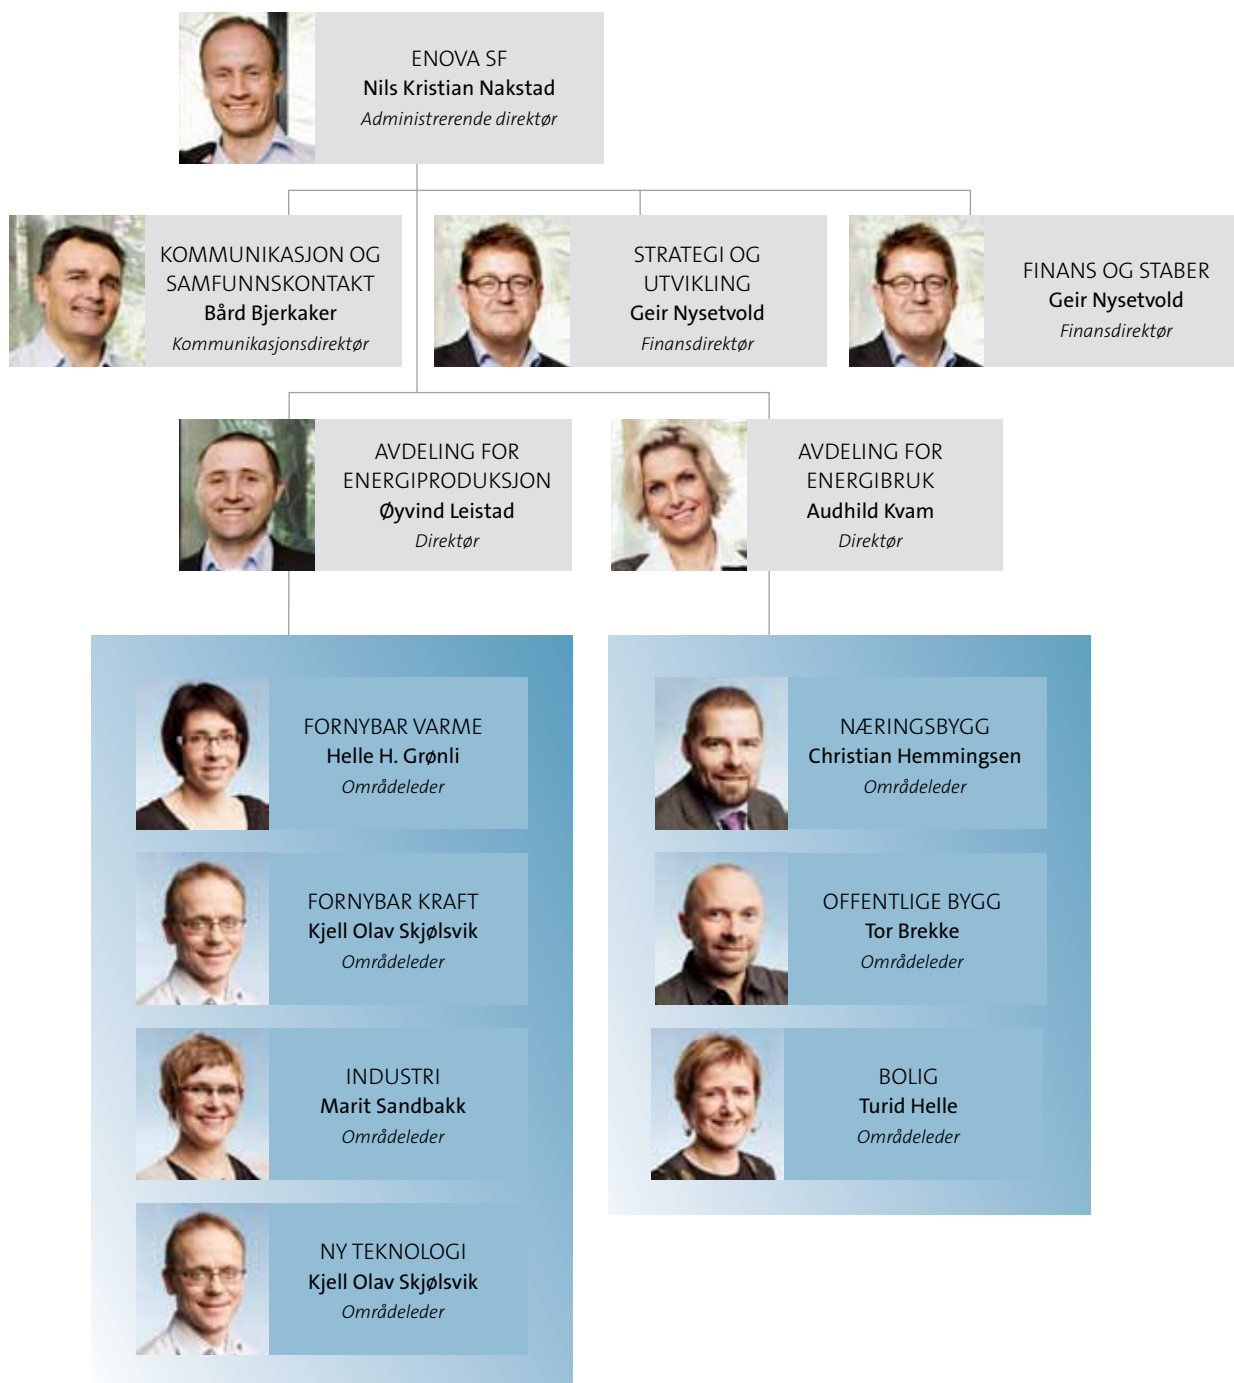 ENOVA SF
Nils Kristian Nakstad
Administrerende direktør
KOMMUNIKASJON OG
SAMFUNNSKONTAKT
Bård Bjerkaker
Kommunikasjonsdirektør
STRATEGI OG
UTVIKLING
Geir Nysetvold
Finansdirektør
FINANS OG STABER
Geir Nysetvold
Finansdirektør
AVDELING FOR
ENERGIPRODUKSJON
Øyvind Leistad
Direktør
AVDELING FOR
ENERGIBRUK
Audhild Kvam
Direktør
FORNYBAR VARME
Helle H. Grønli
Områdeleder
FORNYBAR KRAFT
Kjell Olav Skjølsvik
Områdeleder
INDUSTRI
Marit Sandbakk
Områdeleder
NY TEKNOLOGI
Kjell Olav Skjølsvik
Områdeleder
NÆRINGSBYGG
Christian Hemmingsen
Områdeleder
OFFENTLIGE BYGG
Tor Brekke
Områdeleder
BOLIG
Turid Helle
Områdeleder